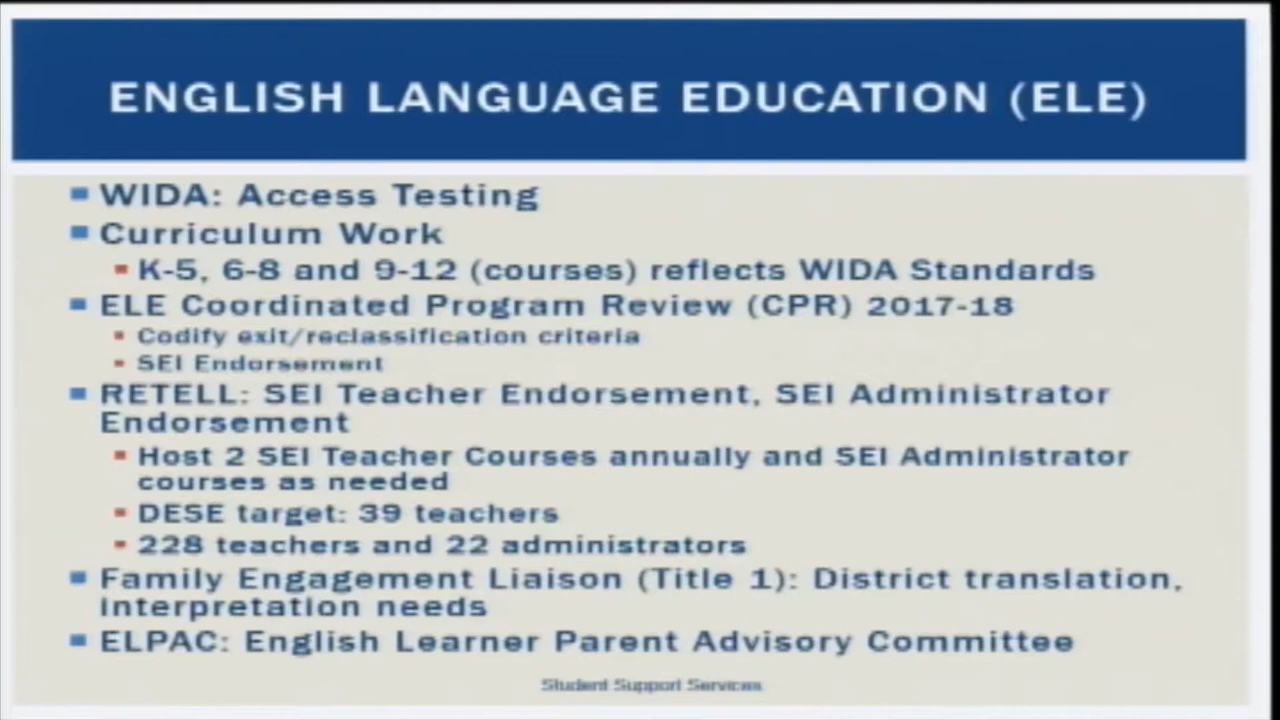 ENGLISH LANGUAGE EDUCATION (ELE)
WIDA: Access Testing
Curriculum Work
K-5, 6-8 and 9-12 (courses) reflects WIDA Standards
ELE Coordinated Program Review (CPR) 2017-18
Codify exit/reclassification criteria
SEI Endorsement
RETELL: SEI Teacher Endorsement, SEI Administrator
Endorsement
Host 2 SEI Teacher Courses annually and SEI Administrator
courses as needed
DESE target: 39 teachers
228 teachers and 22 administrators
Family Engagement Liaison (Title 1): District translation,
interpretation needs
ELPAC: English Learner Parent Advisory Committee
Student Support Services